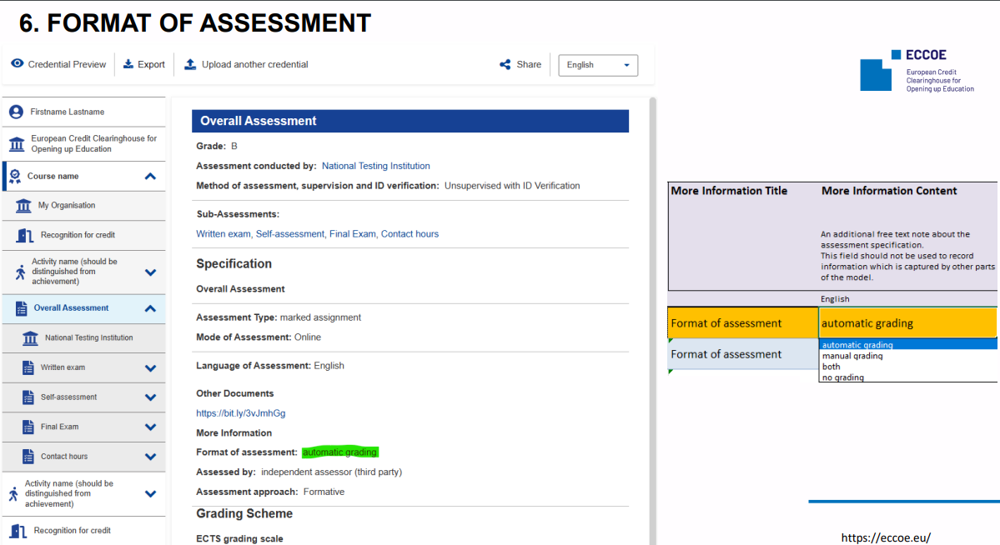 6. FORMAT OF ASSESSMENT
Credential Preview
Export
Upload another credential
Share
English
ECCOE
European Credit
Clearinghouse for
Opening up Education
Firstname Lastname
European Credit Clearinghouse for
Opening up Education
Course name
My Organisation
Recognition for credit
Activity name (should be
distinguished from
achievement)
Overall Assessment
National Testing Institution
Written exam
Self-assessment
Final Exam
Contact hours
Activity name (should be
distinguished from
achievement)
Recognition for credit
Overall Assessment
Grade: B
Assessment conducted by: National Testing Institution
Method of assessment, supervision and ID verification: Unsupervised with ID Verification
Sub-Assessments:
Written exam, Self-assessment, Final Exam, Contact hours
Specification
Overall Assessment
Assessment Type: marked assignment
Mode of Assessment: Online
Language of Assessment: English
Other Documents
https://bit.ly/3vJmhGg
More Information
Format of assessment: automatic grading
Assessed by: independent assessor (third party)
Assessment approach: Formative
Grading Scheme
ECTS grading scale
More Information Title
More Information Content
An additional free text note about the
assessment specification.
This field should not be used to record
information which is captured by other parts
of the model.
English
Format of assessment
automatic grading
Format of assessment
automatic grading
manual grading
both
no grading
https://eccoe.eu/